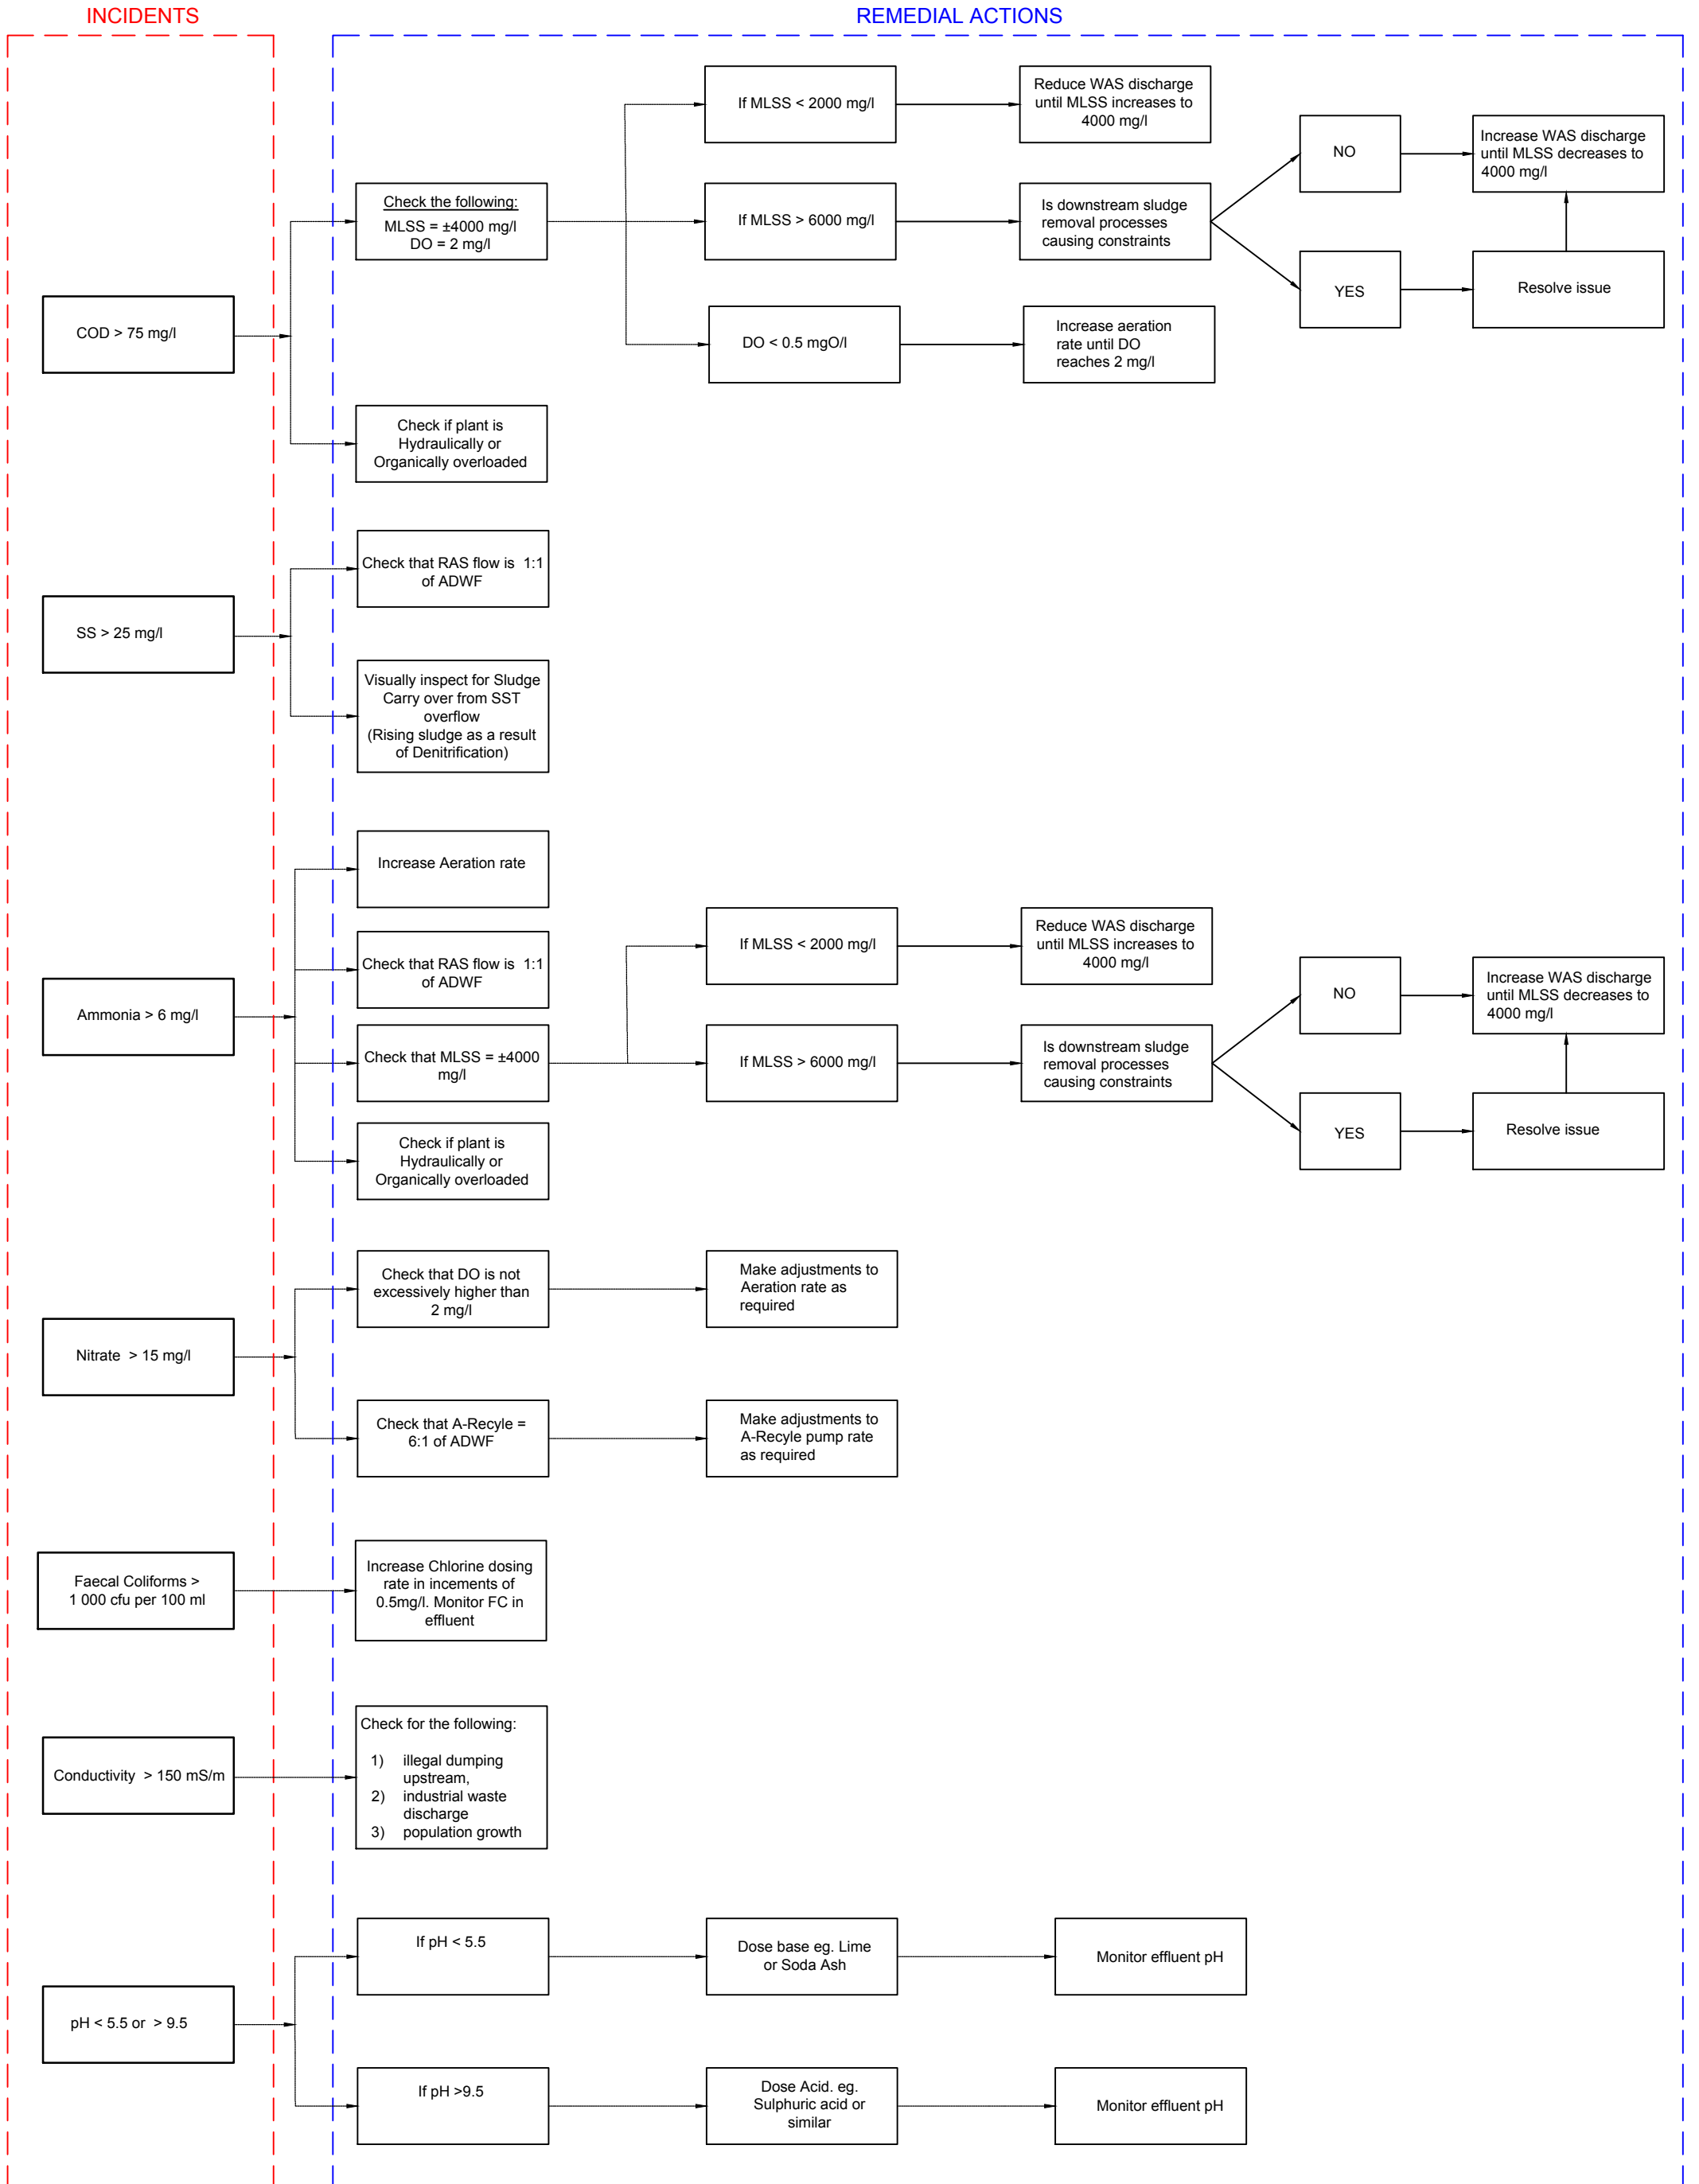 INCIDENTS
REMEDIAL ACTIONS
COD > 75 mg/l
Check the following:
MLSS = ±4000 mg/l
DO = 2 mg/l
If MLSS < 2000 mg/l
Reduce WAS discharge
until MLSS increases to
4000 mg/l
If MLSS > 6000 mg/l
Is downstream sludge
removal processes
causing constraints
NO
Increase WAS discharge
until MLSS decreases to
4000 mg/l
YES
Resolve issue
DO < 0.5 mgO/l
Increase aeration
rate until DO
reaches 2 mg/l
Check if plant is
Hydraulically or
Organically overloaded
SS > 25 mg/l
Check that RAS flow is 1:1
of ADWF
Visually inspect for Sludge
Carry over from SST
overflow
(Rising sludge as a result
of Denitrification)
Ammonia > 6 mg/l
Increase Aeration rate
Check that RAS flow is 1:1
of ADWF
Check that MLSS = ±4000
mg/l
If MLSS < 2000 mg/l
Reduce WAS discharge
until MLSS increases to
4000 mg/l
If MLSS > 6000 mg/l
Is downstream sludge
removal processes
causing constraints
NO
Increase WAS discharge
until MLSS decreases to
4000 mg/l
YES
Resolve issue
Check if plant is
Hydraulically or
Organically overloaded
Nitrate > 15 mg/l
Check that DO is not
excessively higher than
2 mg/l
Make adjustments to
Aeration rate as
required
Check that A-Recyle =
6:1 of ADWF
Make adjustments to
A-Recyle pump rate
as required
Faecal Coliforms >
1 000 cfu per 100 ml
Increase Chlorine dosing
rate in incements of
0.5mg/l. Monitor FC in
effluent
Conductivity > 150 mS/m
Check for the following:
1) illegal dumping
upstream,
2) industrial waste
discharge
3) population growth
pH < 5.5 or > 9.5
If pH < 5.5
Dose base eg. Lime
or Soda Ash
Monitor effluent pH
If pH >9.5
Dose Acid. eg.
Sulphuric acid or
similar
Monitor effluent pH